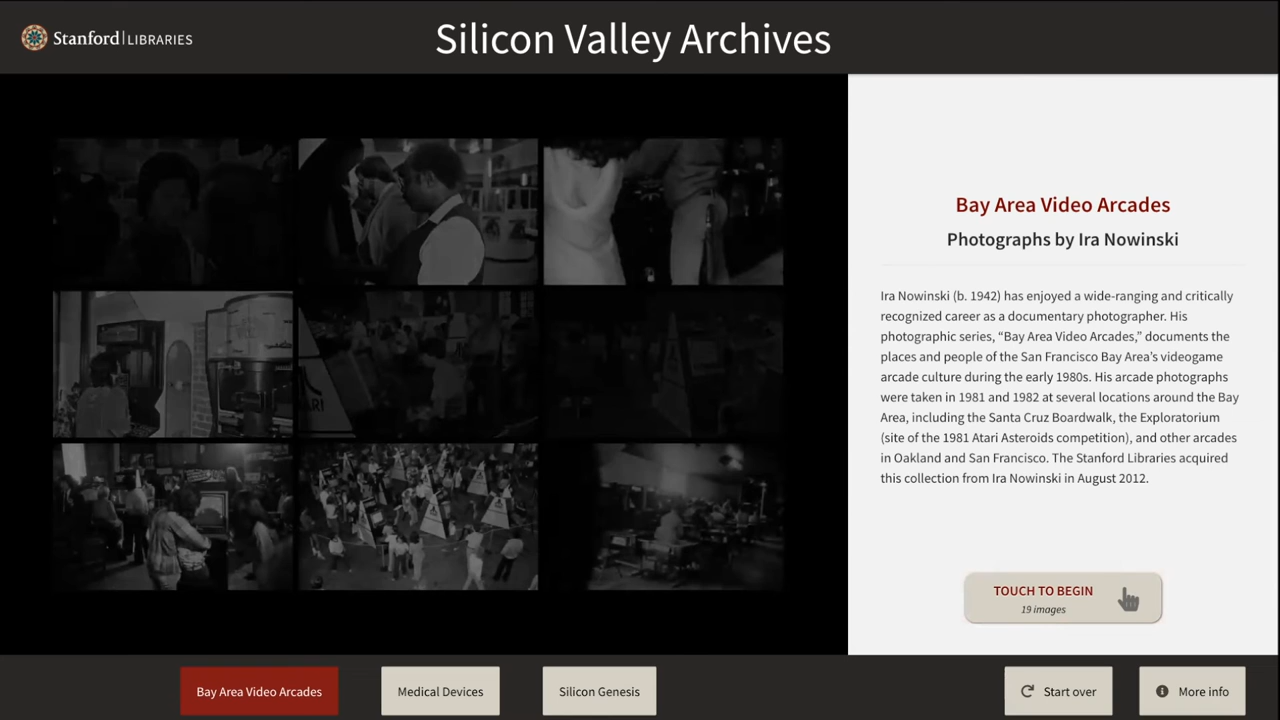 Stanford | LIBRARIES
Silicon Valley Archives
Bay Area Video Arcades
Photographs by Ira Nowinski
Ira Nowinski (b. 1942) has enjoyed a wide-ranging and critically
recognized career as a documentary photographer. His
photographic series, “Bay Area Video Arcades,” documents the
places and people of the San Francisco Bay Area’s videogame
arcade culture during the early 1980s. His arcade photographs
were taken in 1981 and 1982 at several locations around the Bay
Area, including the Santa Cruz Boardwalk, the Exploratorium
(site of the 1981 Atari Asteroids competition), and other arcades
in Oakland and San Francisco. The Stanford Libraries acquired
this collection from Ira Nowinski in August 2012.
TOUCH TO BEGIN
19 images
Bay Area Video Arcades
Medical Devices
Silicon Genesis
Start over
More info